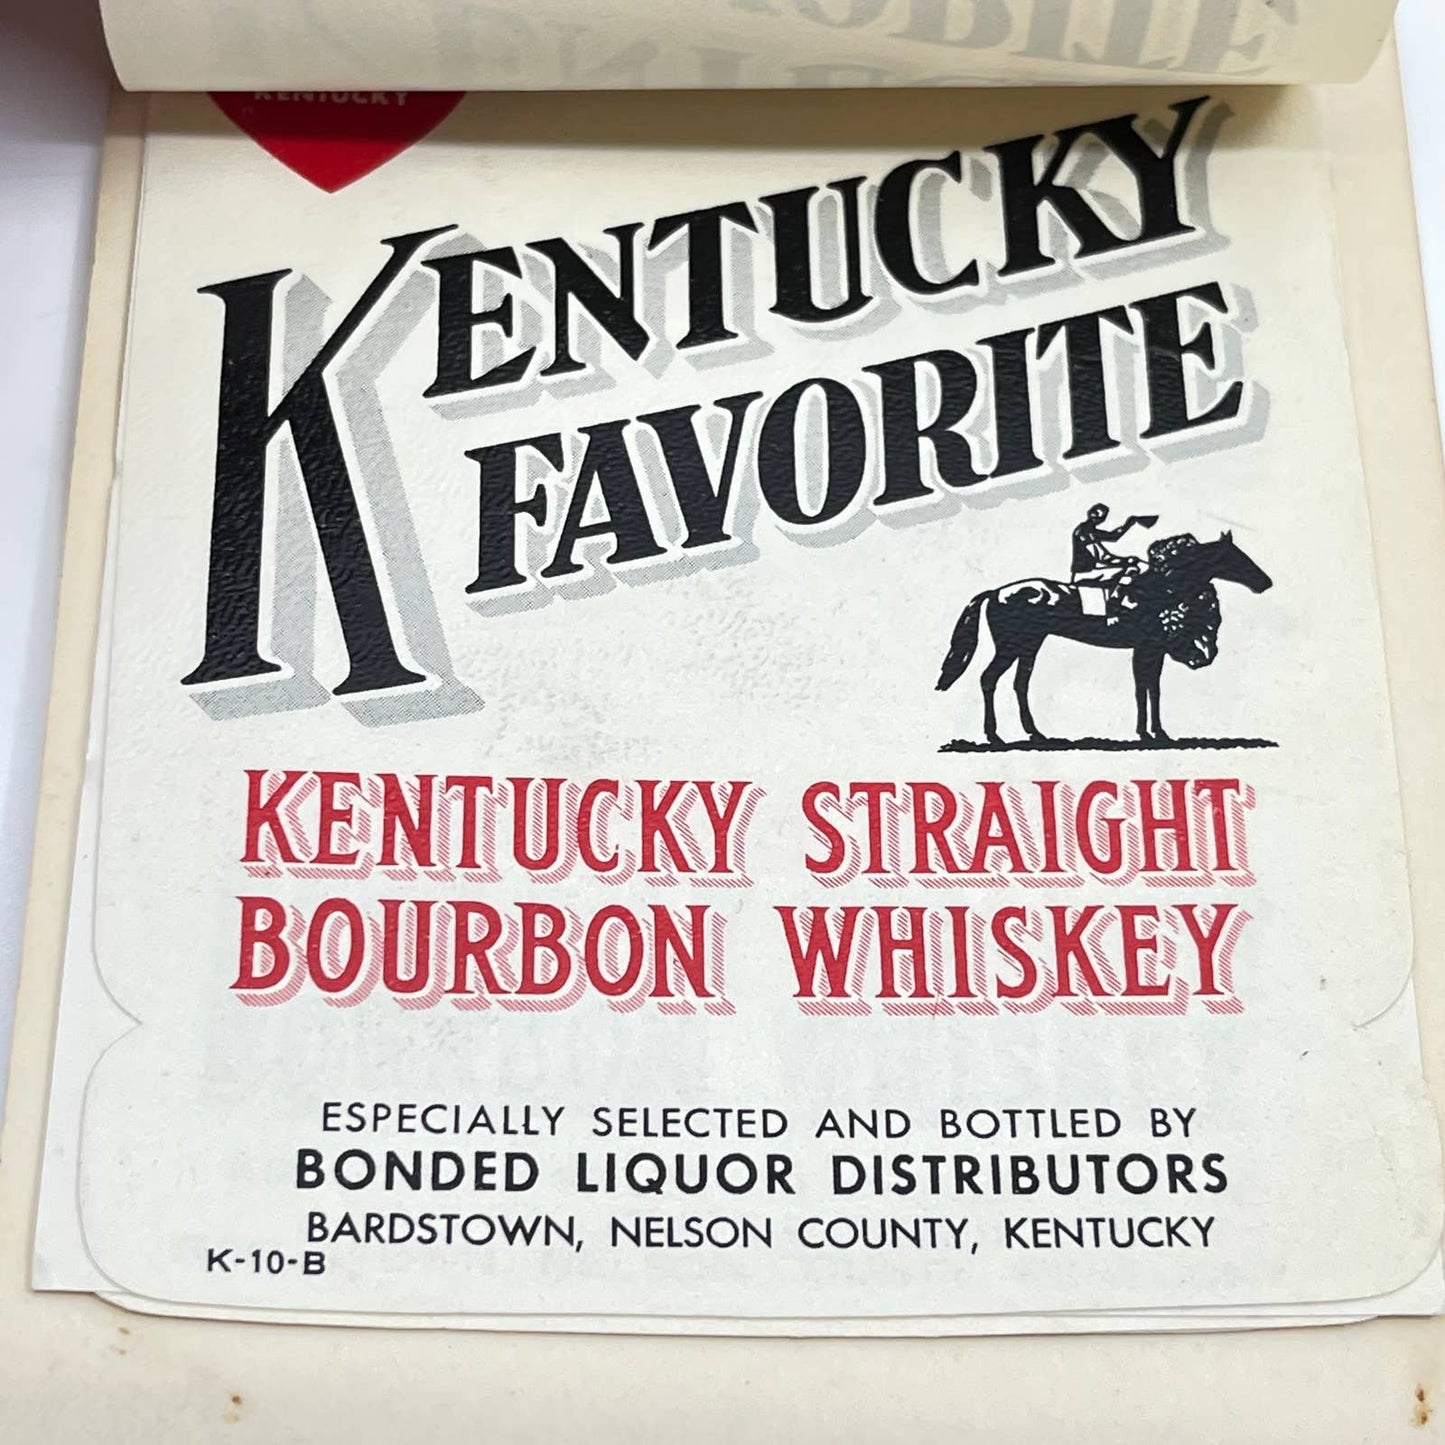 KENTUCKY
KENTUCKY
FAVORITE
KENTUCKY STRAIGHT
BOURBON WHISKEY
ESPECIALLY SELECTED AND BOTTLED BY
BONDED LIQUOR DISTRIBUTORS
BARDSTOWN, NELSON COUNTY, KENTUCKY
K-10-B